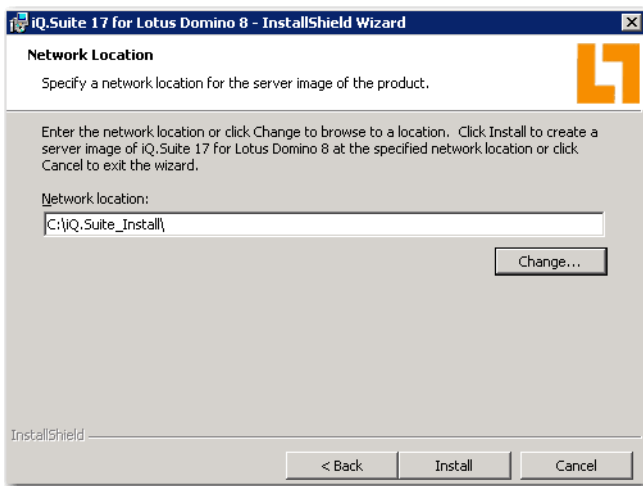 iQ.Suite 17 for Lotus Domino 8 - InstallShield Wizard
Network Location
Specify a network location for the server image of the product.
Enter the network location or click Change to browse to a location. Click Install to create a
server image of iQ.Suite 17 for Lotus Domino 8 at the specified network location or click
Cancel to exit the wizard.
Network location:
C:\iQ.Suite_Install\
Change...
InstallShield
< Back Install Cancel